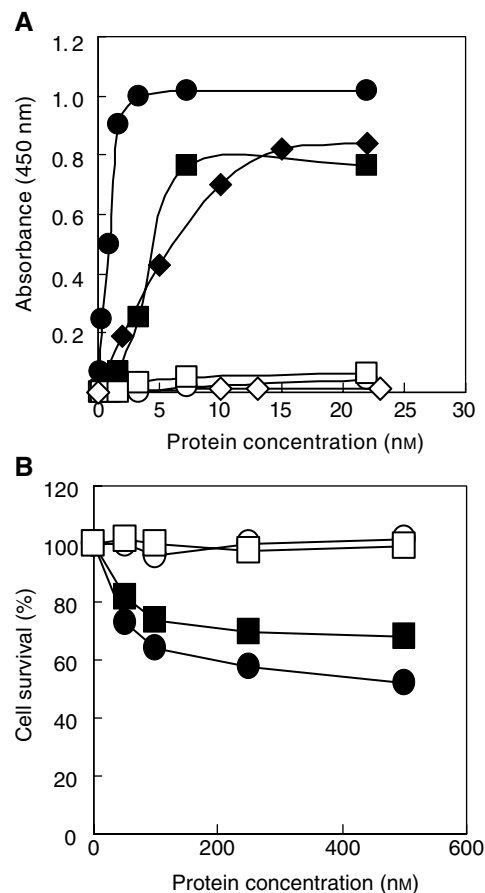 A
1.2
1.0
0.8
0.6
0.4
0.2
0 5 10 15 20 25 30
Absorbance (450 nm)
Protein concentration (nM)
B
120
100
80
60
40
20
0
0 200 400 600
Cell survival (%)
Protein concentration (nM)